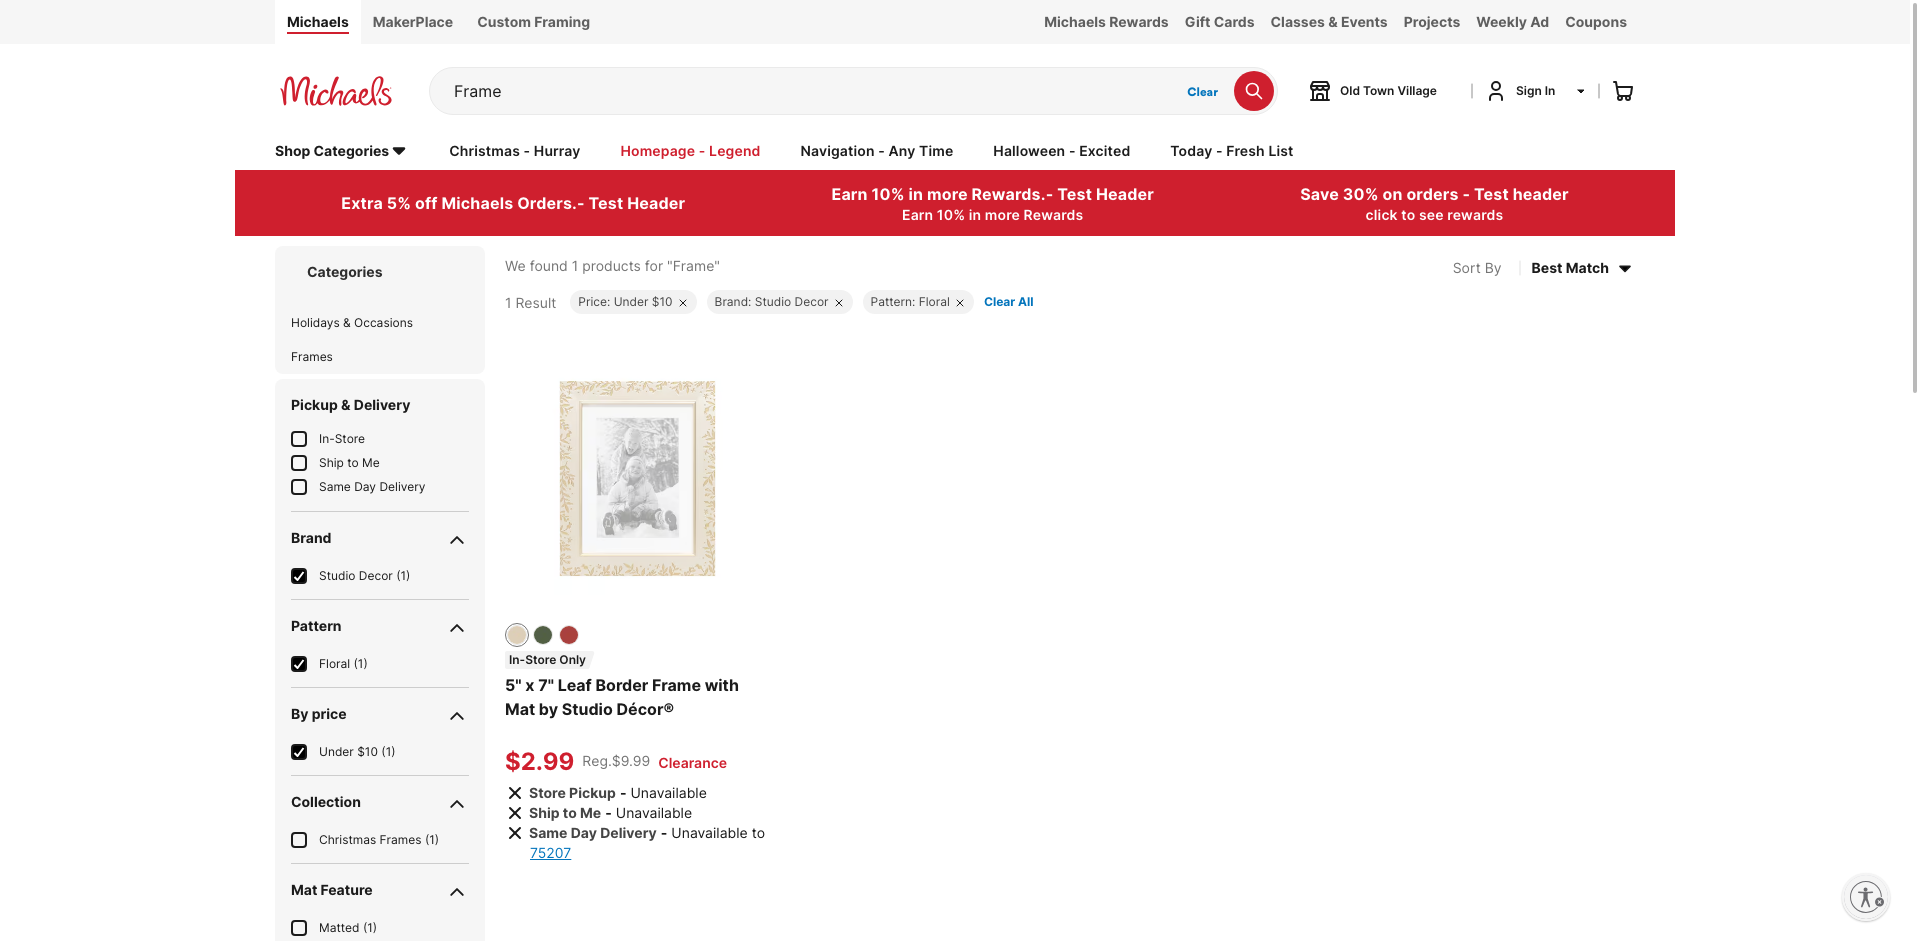 Michaels MakerPlace Custom Framing Michaels Rewards Gift Cards Classes & Events Projects Weekly Ad Coupons
Michaels Frame Clear Old Town Village Sign In
Shop Categories Christmas - Hurray Homepage - Legend Navigation - Any Time Halloween - Excited Today - Fresh List
Extra 5% off Michaels Orders.- Test Header
Earn 10% in more Rewards.- Test Header
Earn 10% in more Rewards
Save 30% on orders - Test header
click to see rewards
Categories
Holidays & Occasions
Frames
Pickup & Delivery
In-Store
Ship to Me
Same Day Delivery
Brand
Studio Decor (1)
Pattern
Floral (1)
By price
Under $10 (1)
Collection
Christmas Frames (1)
Mat Feature
Matted (1)
We found 1 products for "Frame"
Sort By Best Match
1 Result Price: Under $10 Brand: Studio Decor Pattern: Floral Clear All
In-Store Only
5" x 7" Leaf Border Frame with
Mat by Studio Décor®
$2.99 Reg.$9.99 Clearance
Store Pickup - Unavailable
Ship to Me - Unavailable
Same Day Delivery - Unavailable to
75207